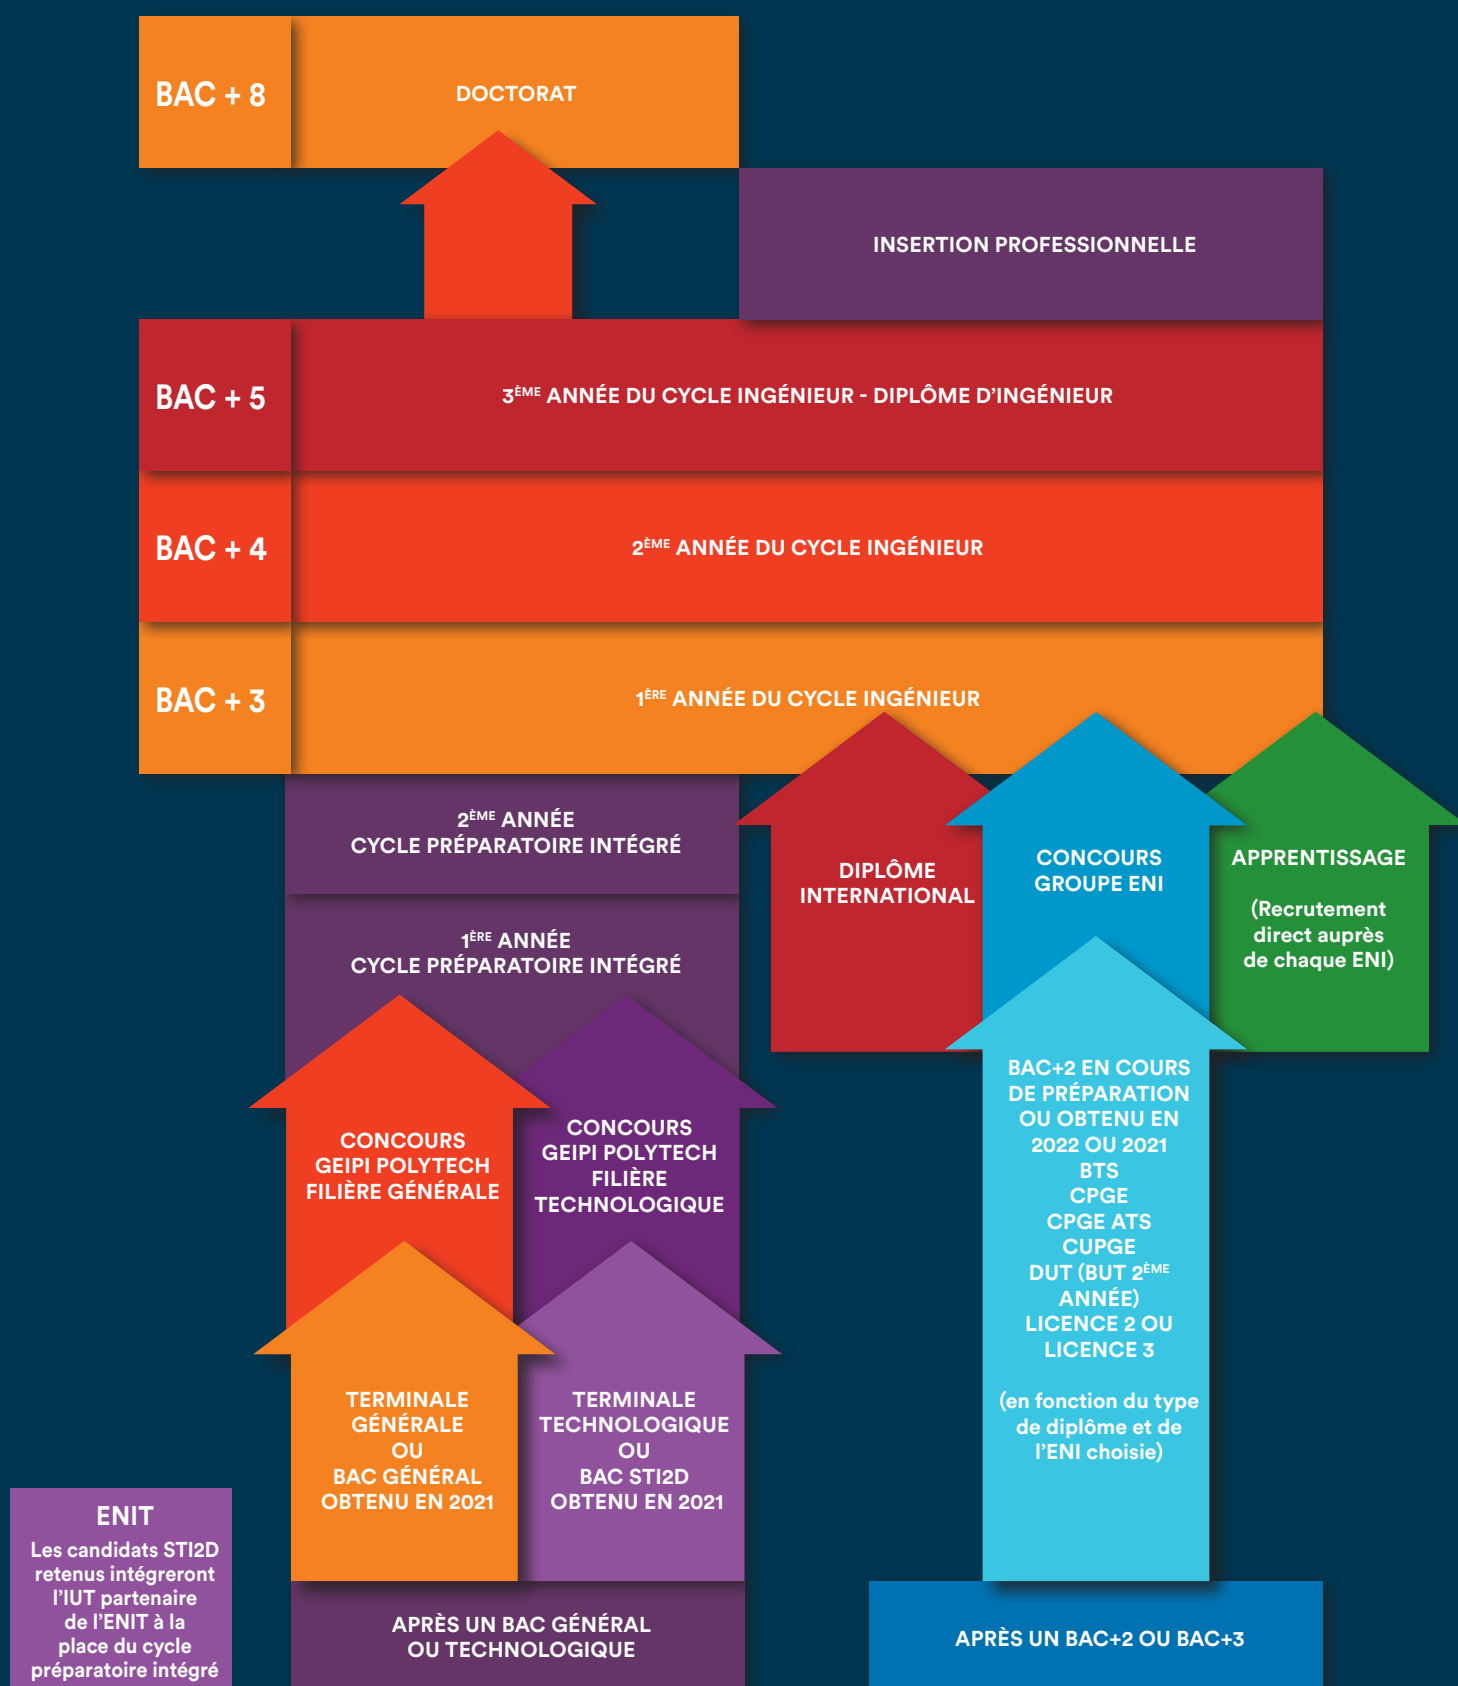 BAC + 8
DOCTORAT
INSERTION PROFESSIONNELLE
BAC + 5
3ÈME ANNÉE DU CYCLE INGÉNIEUR - DIPLÔME D'INGÉNIEUR
BAC + 4
2ÈME ANNÉE DU CYCLE INGÉNIEUR
BAC + 3
1ÈRE ANNÉE DU CYCLE INGÉNIEUR
2ÈME ANNÉE
CYCLE PRÉPARATOIRE INTÉGRÉ
1ÈRE ANNÉE
CYCLE PRÉPARATOIRE INTÉGRÉ
DIPLÔME
INTERNATIONAL
CONCOURS
GROUPE ENI
APPRENTISSAGE
(Recrutement
direct auprès
de chaque ENI)
CONCOURS
GEIPI POLYTECH
FILIÈRE GÉNÉRALE
CONCOURS
GEIPI POLYTECH
FILIÈRE
TECHNOLOGIQUE
BAC+2 EN COURS
DE PRÉPARATION
OU OBTENU EN
2022 OU 2021
BTS
CPGE
CPGE ATS
CUPGE
DUT (BUT 2ÈME
ANNÉE)
LICENCE 2 OU
LICENCE 3
(en fonction du type
de diplôme et de
l'ENI choisie)
TERMINALE
GÉNÉRALE
OU
BAC GÉNÉRAL
OBTENU EN 2021
TERMINALE
TECHNOLOGIQUE
OU
BAC STI2D
OBTENU EN 2021
ENIT
Les candidats STI2D
retenus intégreront
l'IUT partenaire
de l'ENIT à la
place du cycle
préparatoire intégré
APRÈS UN BAC GÉNÉRAL
OU TECHNOLOGIQUE
APRÈS UN BAC+2 OU BAC+3